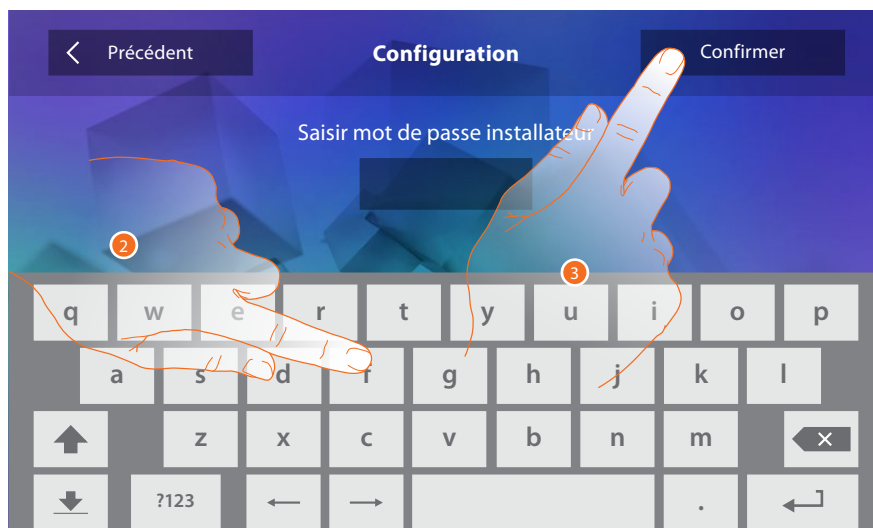 Précédent Configuration Confirmer
Saisir mot de passe installateur
2
3
q w e r t y u i o p
a s d f g h j k l
z x c v b n m
?123 .